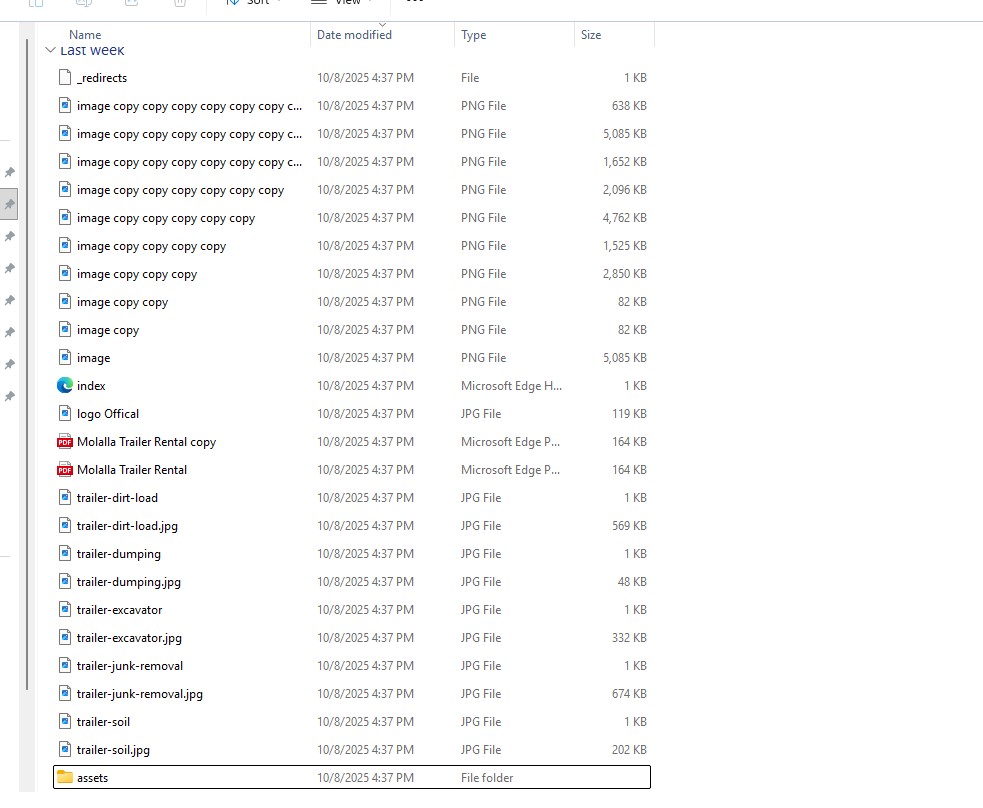 Sort View ...
Name Date modified Type Size
Last week
_redirects 10/8/2025 4:37 PM File 1 KB
image copy copy copy copy copy copy c... 10/8/2025 4:37 PM PNG File 638 KB
image copy copy copy copy copy copy c... 10/8/2025 4:37 PM PNG File 5,085 KB
image copy copy copy copy copy copy c... 10/8/2025 4:37 PM PNG File 1,652 KB
image copy copy copy copy copy copy 10/8/2025 4:37 PM PNG File 2,096 KB
image copy copy copy copy copy 10/8/2025 4:37 PM PNG File 4,762 KB
image copy copy copy copy 10/8/2025 4:37 PM PNG File 1,525 KB
image copy copy copy 10/8/2025 4:37 PM PNG File 2,850 KB
image copy copy 10/8/2025 4:37 PM PNG File 82 KB
image copy 10/8/2025 4:37 PM PNG File 82 KB
image 10/8/2025 4:37 PM PNG File 5,085 KB
index 10/8/2025 4:37 PM Microsoft Edge H... 1 KB
logo Offical 10/8/2025 4:37 PM JPG File 119 KB
PDF Molalla Trailer Rental copy 10/8/2025 4:37 PM Microsoft Edge P... 164 KB
PDF Molalla Trailer Rental 10/8/2025 4:37 PM Microsoft Edge P... 164 KB
trailer-dirt-load 10/8/2025 4:37 PM JPG File 1 KB
trailer-dirt-load.jpg 10/8/2025 4:37 PM JPG File 569 KB
trailer-dumping 10/8/2025 4:37 PM JPG File 1 KB
trailer-dumping.jpg 10/8/2025 4:37 PM JPG File 48 KB
trailer-excavator 10/8/2025 4:37 PM JPG File 1 KB
trailer-excavator.jpg 10/8/2025 4:37 PM JPG File 332 KB
trailer-junk-removal 10/8/2025 4:37 PM JPG File 1 KB
trailer-junk-removal.jpg 10/8/2025 4:37 PM JPG File 674 KB
trailer-soil 10/8/2025 4:37 PM JPG File 1 KB
trailer-soil.jpg 10/8/2025 4:37 PM JPG File 202 KB
assets 10/8/2025 4:37 PM File folder